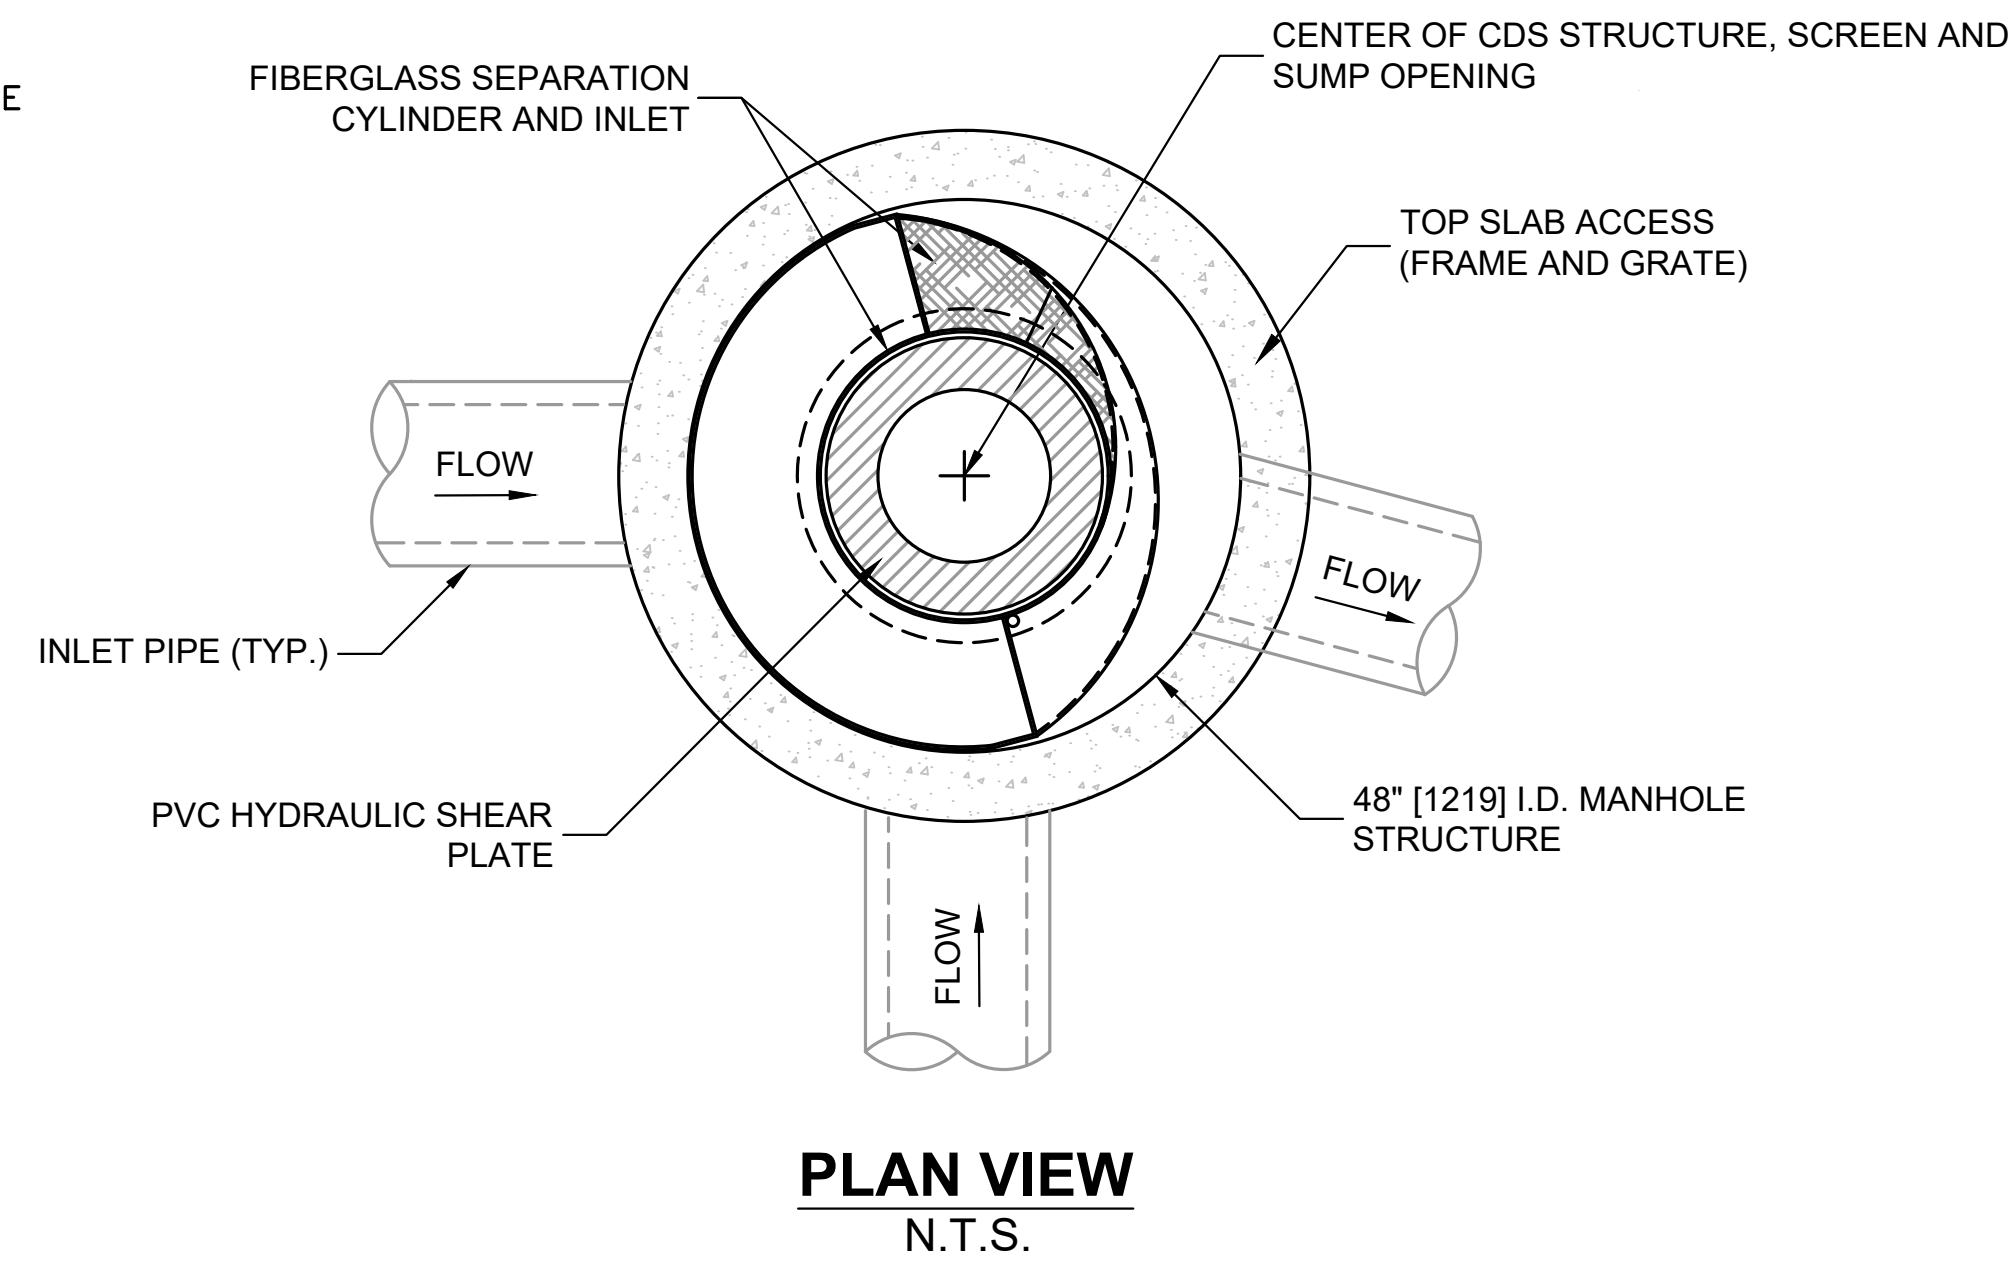 E
FIBERGLASS SEPARATION
CYLINDER AND INLET
CENTER OF CDS STRUCTURE, SCREEN AND
SUMP OPENING
TOP SLAB ACCESS
(FRAME AND GRATE)
FLOW
FLOW
INLET PIPE (TYP.)
PVC HYDRAULIC SHEAR
PLATE
48" [1219] I.D. MANHOLE
STRUCTURE
FLOW
PLAN VIEW
N.T.S.